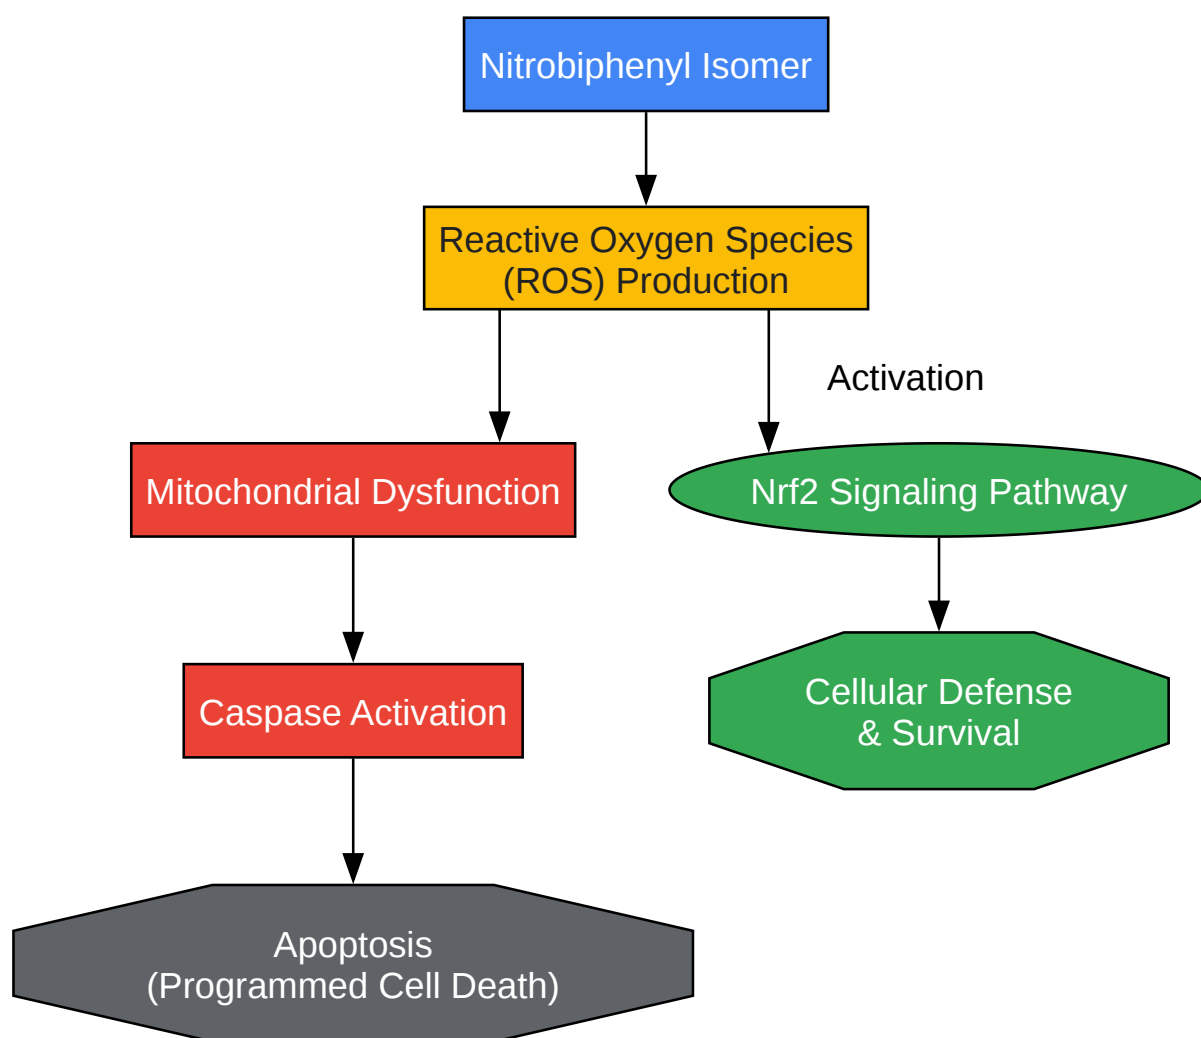 Nitrobiphenyl Isomer
Reactive Oxygen Species
(ROS) Production
Activation
Mitochondrial Dysfunction
Nrf2 Signaling Pathway
Caspase Activation
Cellular Defense
& Survival
Apoptosis
(Programmed Cell Death)